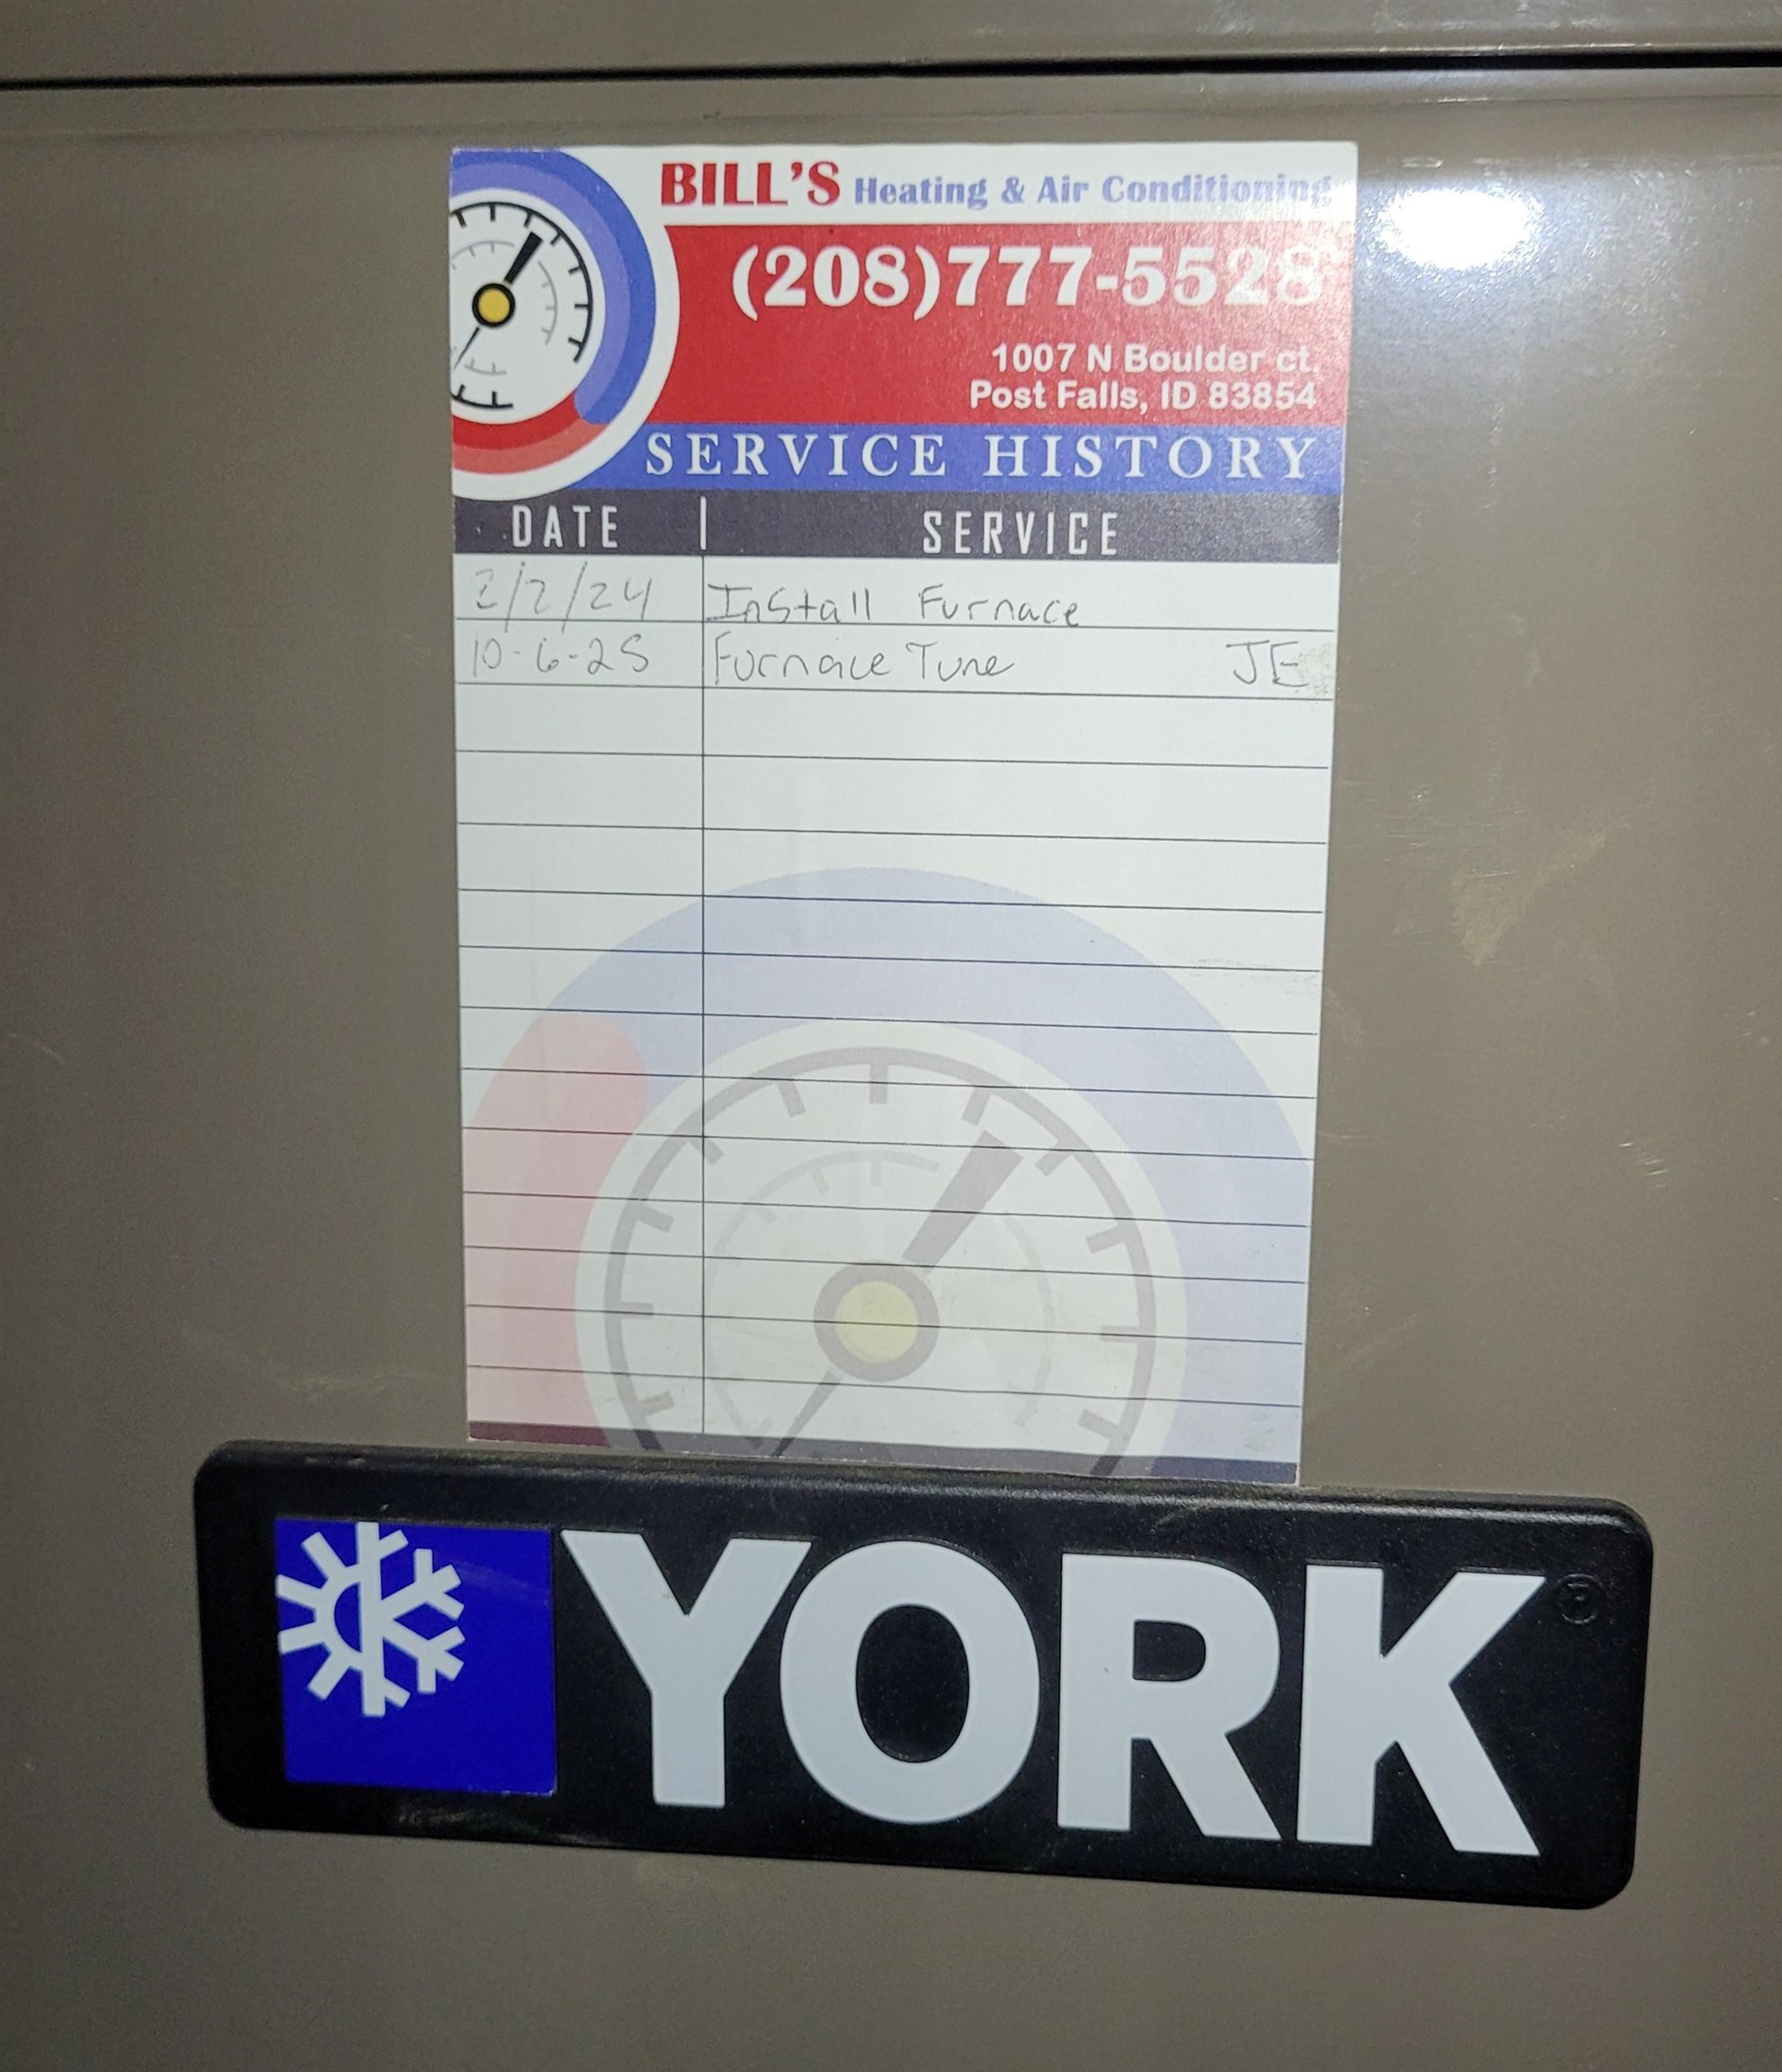 BILL'S Heating & Air Conditioning
(208)777-5528
1007 N Boulder ct.
Post Falls, ID 83854
SERVICE HISTORY
DATE | SERVICE
2/2/24 Install Furnace
10-6-25 Furnace Tune JE
YORK